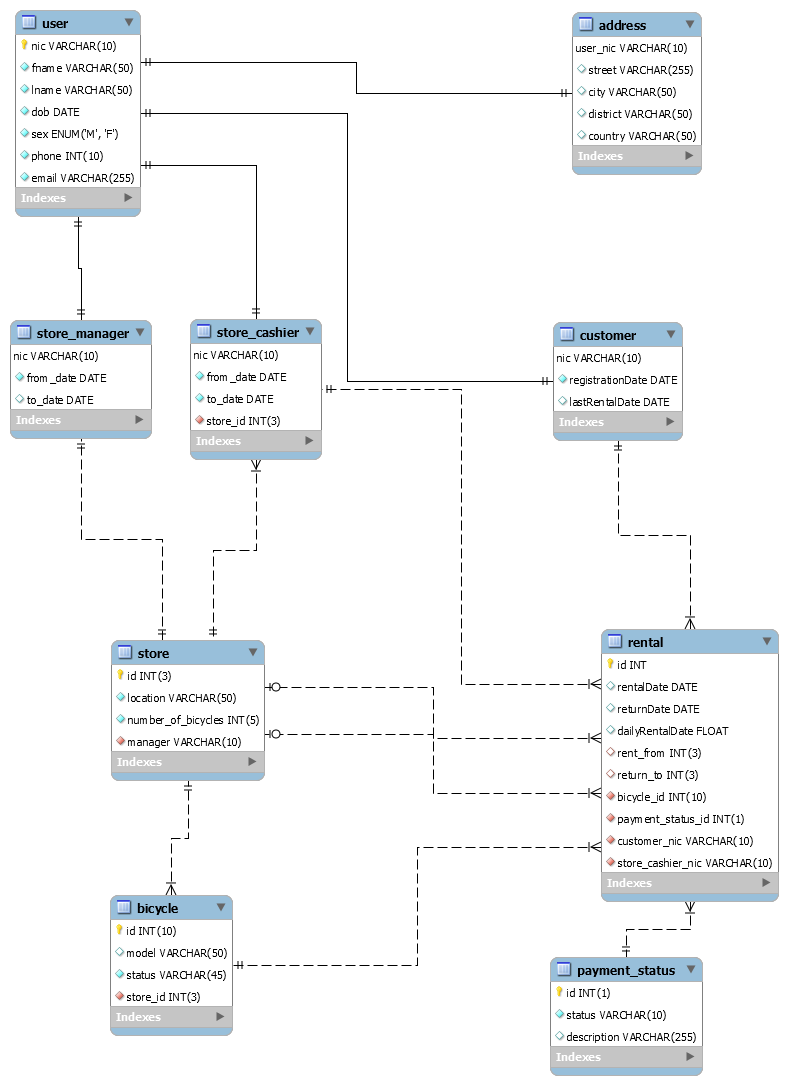 user
nic VARCHAR(10)
fname VARCHAR(50)
lname VARCHAR(50)
dob DATE
sex ENUM('M', 'F')
phone INT(10)
email VARCHAR(255)
Indexes
address
user_nic VARCHAR(10)
street VARCHAR(255)
city VARCHAR(50)
district VARCHAR(50)
country VARCHAR(50)
Indexes
store_manager
nic VARCHAR(10)
from _date DATE
to_date DATE
Indexes
store_cashier
nic VARCHAR(10)
from _date DATE
to_date DATE
store_id INT(3)
Indexes
customer
nic VARCHAR(10)
registrationDate DATE
lastRentalDate DATE
Indexes
store
id INT(3)
location VARCHAR(50)
number_of_bicycles INT(5)
manager VARCHAR(10)
Indexes
rental
id INT
rentalDate DATE
returnDate DATE
dailyRentalDate FLOAT
rent_from INT(3)
return_to INT(3)
bicycle_id INT(10)
payment_status_id INT(1)
customer_nic VARCHAR(10)
store_cashier_nic VARCHAR(10)
Indexes
bicycle
id INT(10)
model VARCHAR(50)
status VARCHAR(45)
store_id INT(3)
Indexes
payment_status
id INT(1)
status VARCHAR(10)
description VARCHAR(255)
Indexes